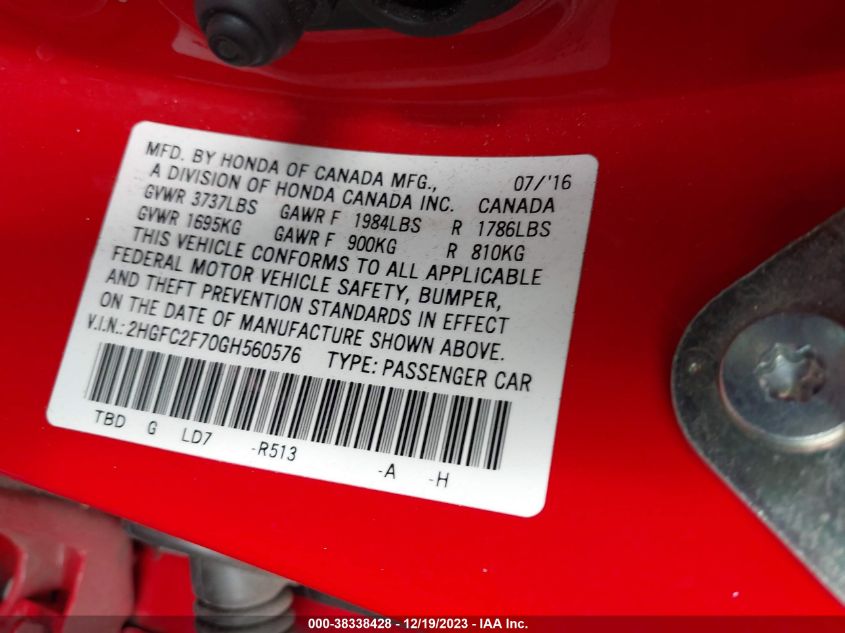 MFD. BY HONDA OF CANADA MFG., 07/'16
A DIVISION OF HONDA CANADA INC. CANADA
GVWR 3737LBS GAWR F 1984LBS R 1786LBS
GVWR 1695KG GAWR F 900KG R 810KG
THIS VEHICLE CONFORMS TO ALL APPLICABLE
FEDERAL MOTOR VEHICLE SAFETY, BUMPER,
AND THEFT PREVENTION STANDARDS IN EFFECT
ON THE DATE OF MANUFACTURE SHOWN ABOVE.
V.I.N.:2HGFC2F70GH560576 TYPE: PASSENGER CAR
TBD G LD7 -R513 -A -H
000-38338428 - 12/19/2023 - IAA Inc.